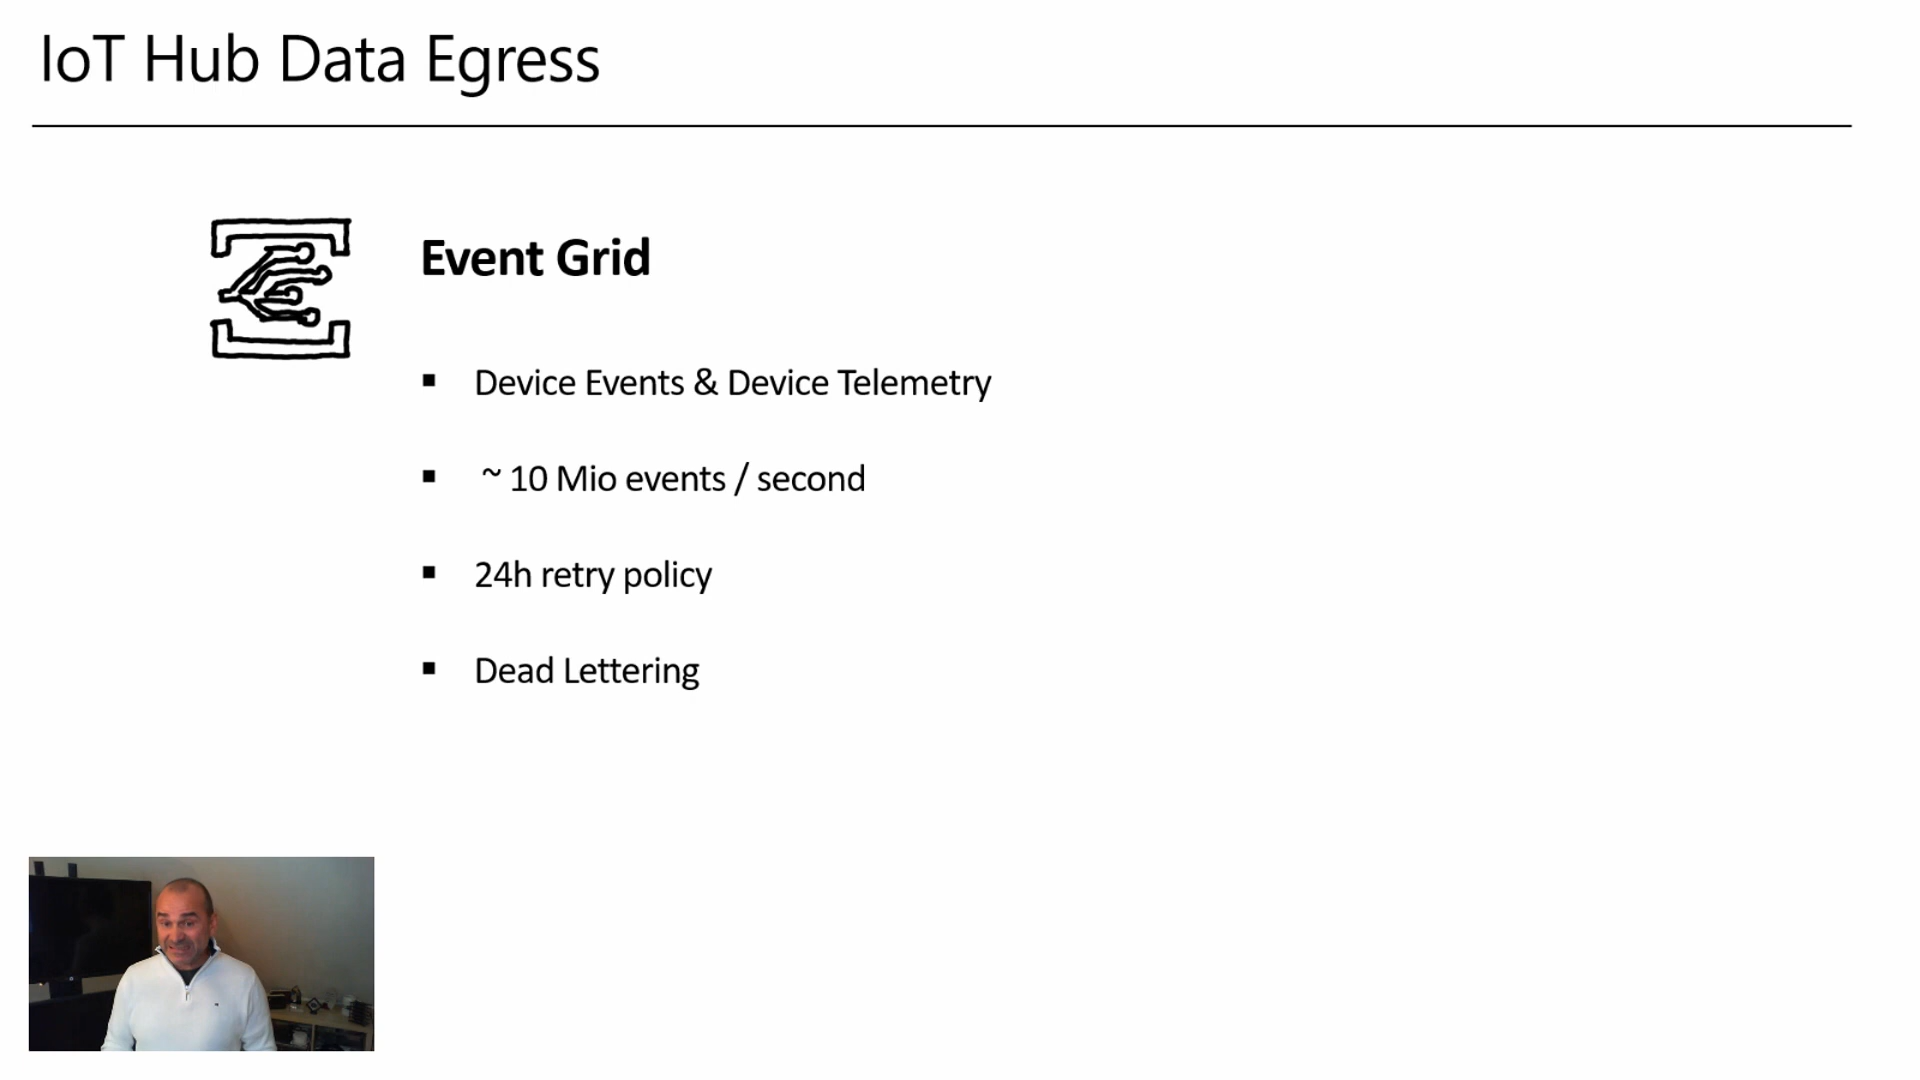 IoT Hub Data Egress
Event Grid
Device Events & Device Telemetry
~ 10 Mio events / second
24h retry policy
Dead Lettering